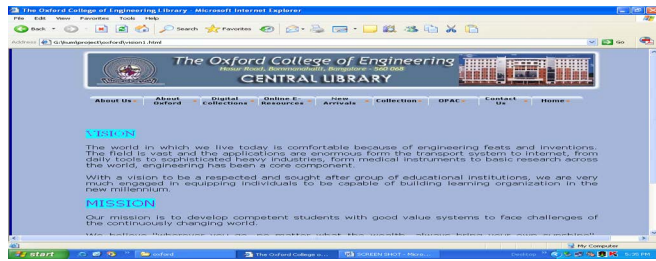 The Oxford College of Engineering Library - Microsoft Internet Explorer
File Edit View Favorites Tools Help
Back Search Favorites
Address G:\hum\project\oxford\vision1.html Go
The Oxford College of Engineering
Hosur Road, Bommanahalli, Bangalore - 560 068
CENTRAL LIBRARY
About Us About Oxford Digital Collections Online E-Resources New Arrivals Collection OPAC Contact Us Home
VISION
The world in which we live today is comfortable because of engineering feats and inventions.
The field is vast and the applications are enormous form the transport system to internet, from
daily tools to sophisticated heavy industries, form medical instruments to basic research across
the world, engineering has been a core component.
With a vision to be a respected and sought after group of educational institutions, we are very
much engaged in equipping individuals to be capable of building learning organization in the
new millennium.
MISSION
Our mission is to develop competent students with good value systems to face challenges of
the continuously changing world.
My Computer
start oxford The Oxford College o... SCREEN SHOT - Micro... Desktop 5:35 PM